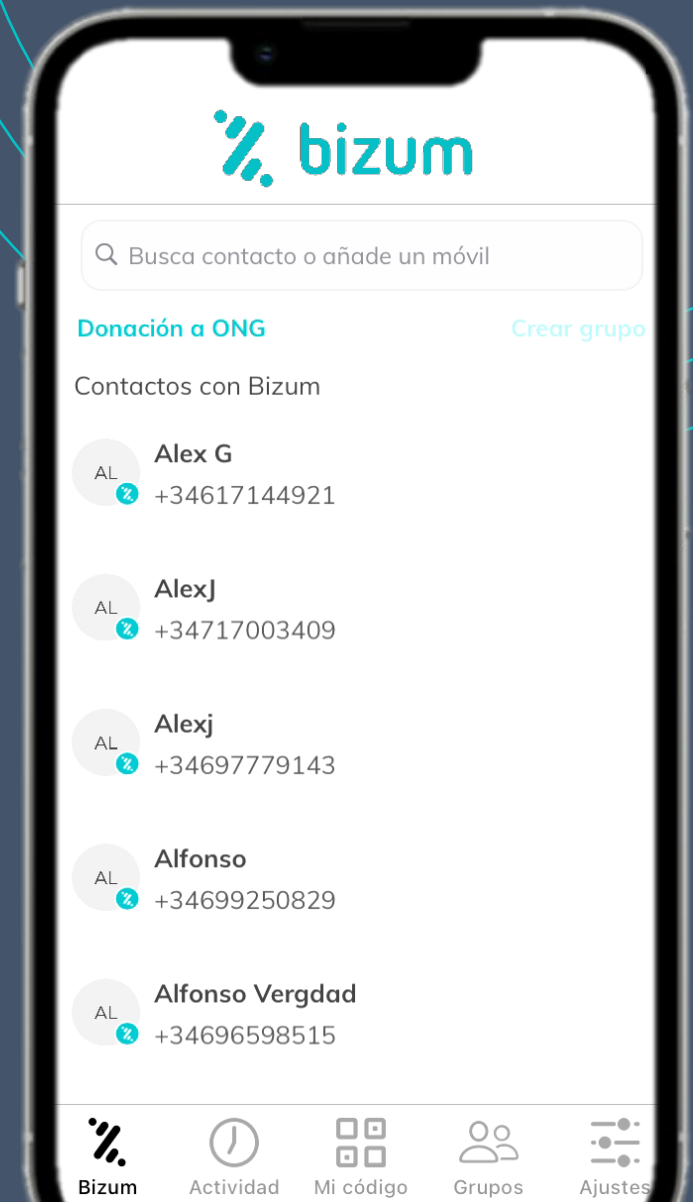 bizum
Busca contacto o añade un móvil
Donación a ONG
Crear grupo
Contactos con Bizum
AL
Alex G
+34617144921
AL
AlexJ
+34717003409
AL
Alexj
+34697779143
AL
Alfonso
+34699250829
AL
Alfonso Vergdad
+34696598515
Bizum
Actividad
Mi código
Grupos
Ajustes